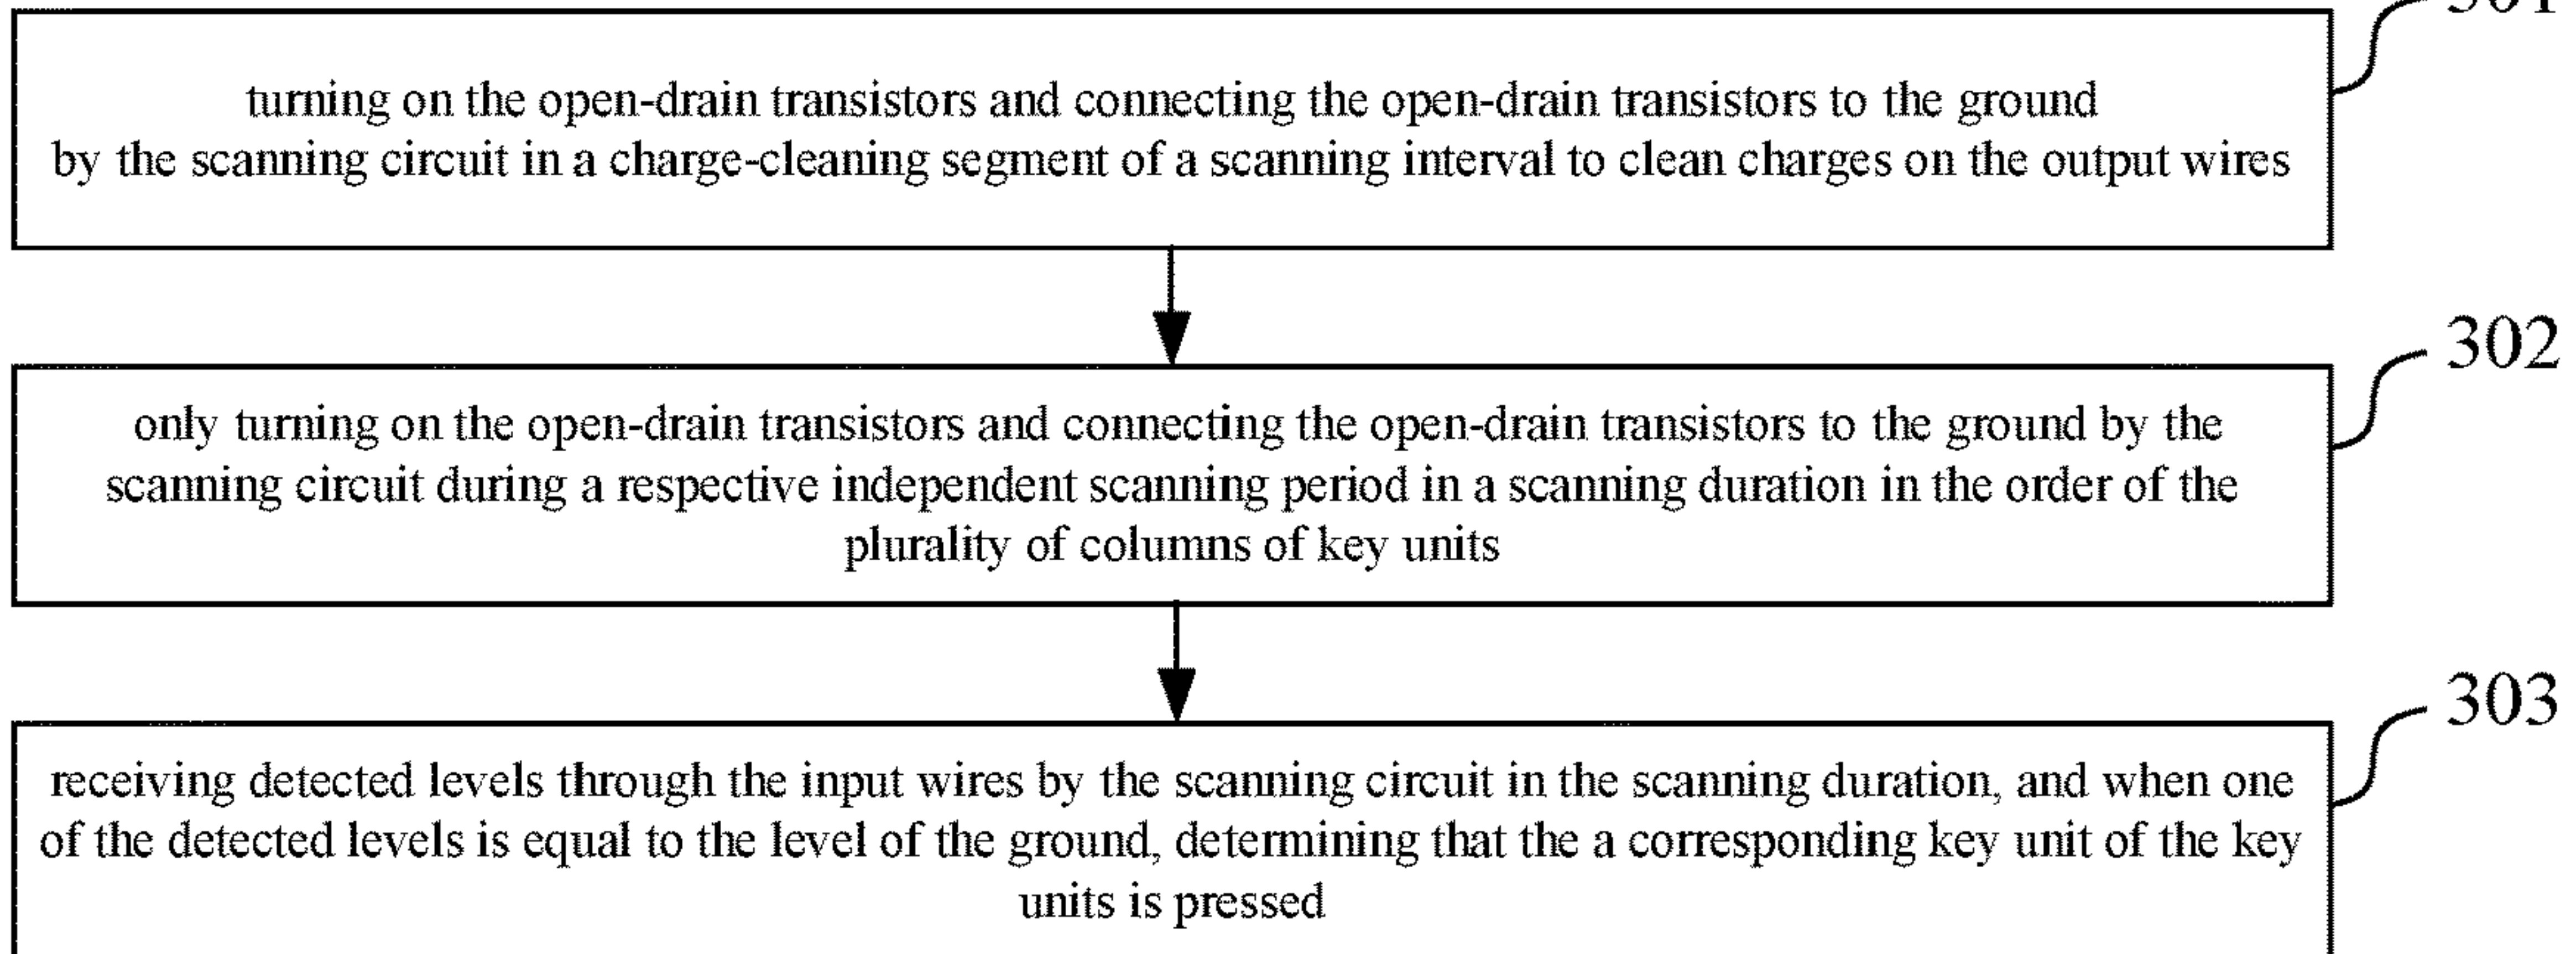 301
turning on the open-drain transistors and connecting the open-drain transistors to the ground
by the scanning circuit in a charge-cleaning segment of a scanning interval to clean charges on the output wires
302
only turning on the open-drain transistors and connecting the open-drain transistors to the ground by the
scanning circuit during a respective independent scanning period in a scanning duration in the order of the
plurality of columns of key units
303
receiving detected levels through the input wires by the scanning circuit in the scanning duration, and when one
of the detected levels is equal to the level of the ground, determining that the a corresponding key unit of the key
units is pressed